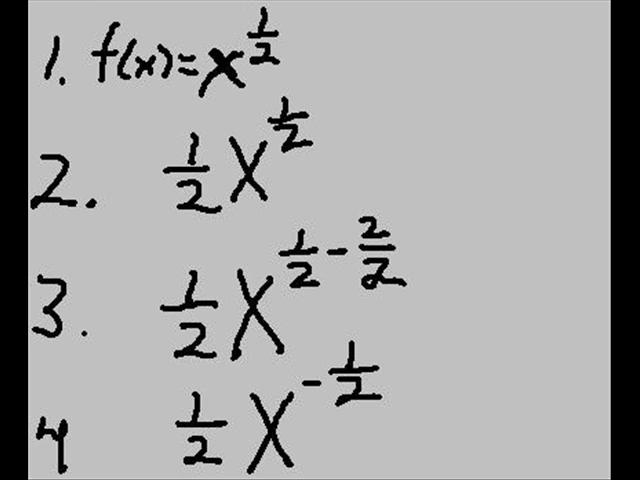 1. f(x)=x^{1/2}
2. 1/2 X^{1/2}
3. 1/2 X^{1/2 - 2/2}
4 1/2 X^{-1/2}